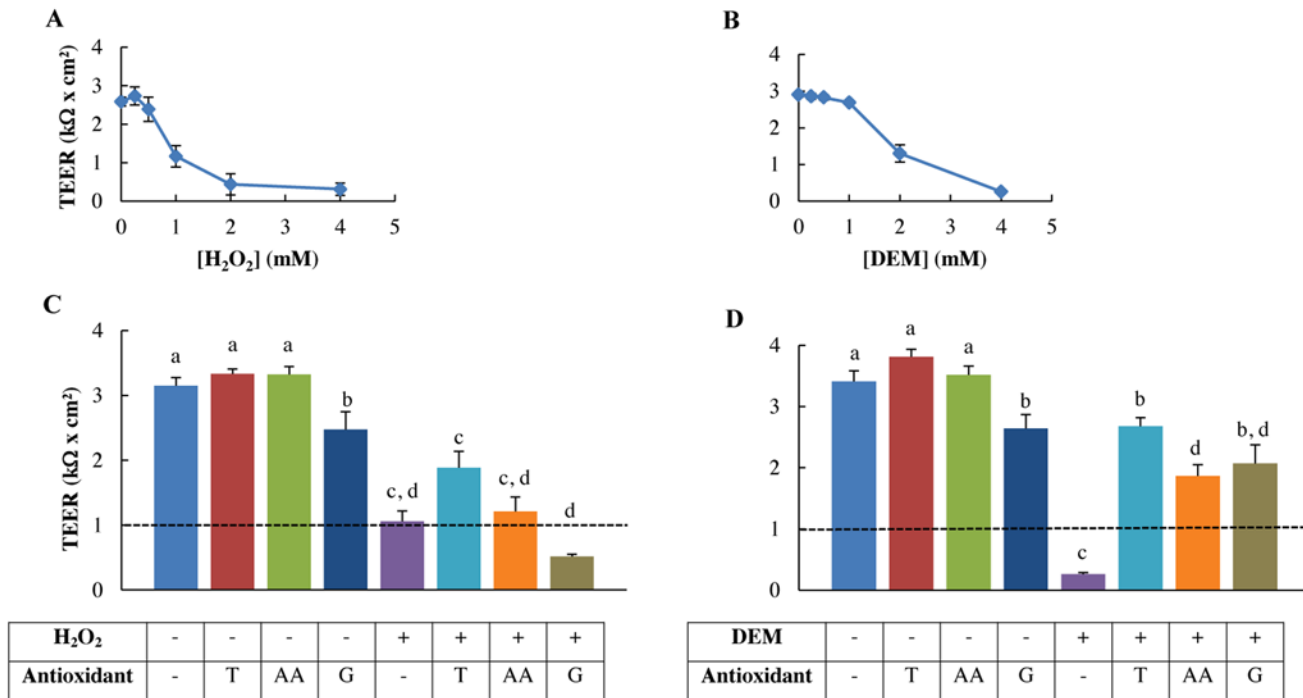 A
TEER (kΩ x cm²)
4
3
2
1
0
0 1 2 3 4 5
[H₂O₂] (mM)
B
4
3
2
1
0
0 1 2 3 4 5
[DEM] (mM)
C
TEER (kΩ x cm²)
4
3
2
1
0
a a a b c, d c c, d d
H₂O₂ - - - - + + + +
Antioxidant - T AA G - T AA G
D
4
3
2
1
0
a a a b c b d b, d
DEM - - - - + + + +
Antioxidant - T AA G - T AA G